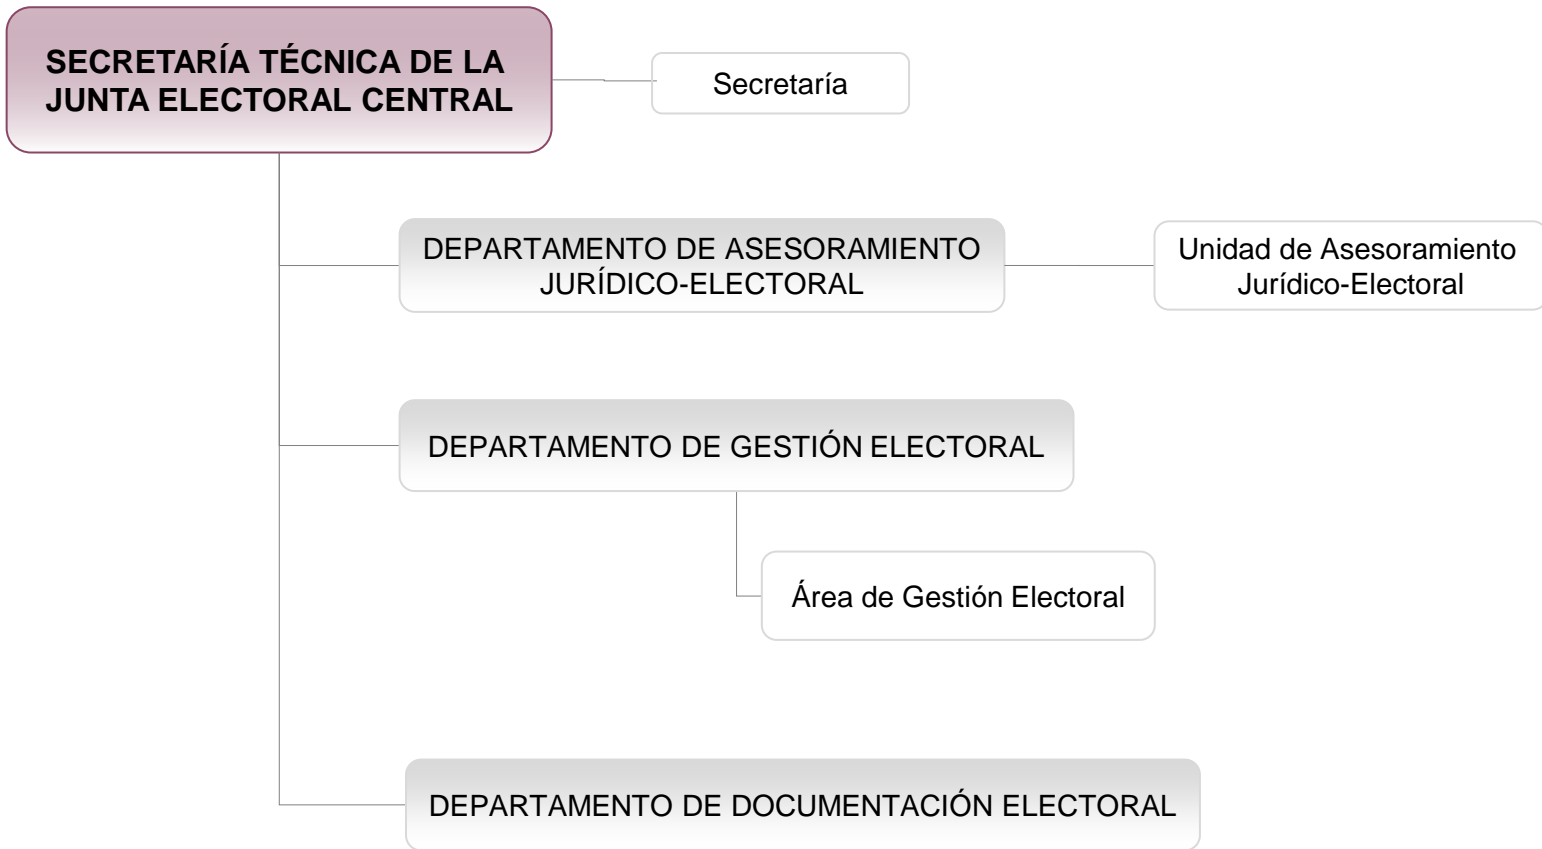 SECRETARÍA TÉCNICA DE LA
JUNTA ELECTORAL CENTRAL
Secretaría
DEPARTAMENTO DE ASESORAMIENTO
JURÍDICO-ELECTORAL
Unidad de Asesoramiento
Jurídico-Electoral
DEPARTAMENTO DE GESTIÓN ELECTORAL
Área de Gestión Electoral
DEPARTAMENTO DE DOCUMENTACIÓN ELECTORAL